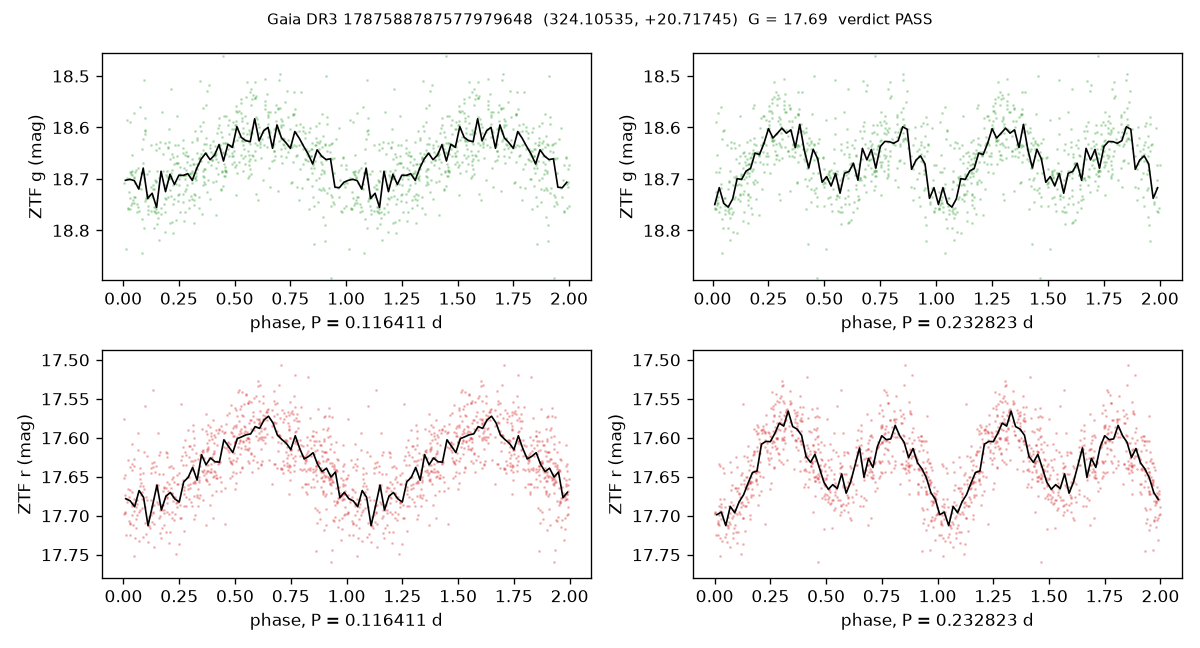 Gaia DR3 1787588787577979648 (324.10535, +20.71745) G = 17.69 verdict PASS
ZTF g (mag)
18.5
18.6
18.7
18.8
0.00 0.25 0.50 0.75 1.00 1.25 1.50 1.75 2.00
phase, P = 0.116411 d
ZTF g (mag)
18.5
18.6
18.7
18.8
0.00 0.25 0.50 0.75 1.00 1.25 1.50 1.75 2.00
phase, P = 0.232823 d
ZTF r (mag)
17.50
17.55
17.60
17.65
17.70
17.75
0.00 0.25 0.50 0.75 1.00 1.25 1.50 1.75 2.00
phase, P = 0.116411 d
ZTF r (mag)
17.50
17.55
17.60
17.65
17.70
17.75
0.00 0.25 0.50 0.75 1.00 1.25 1.50 1.75 2.00
phase, P = 0.232823 d